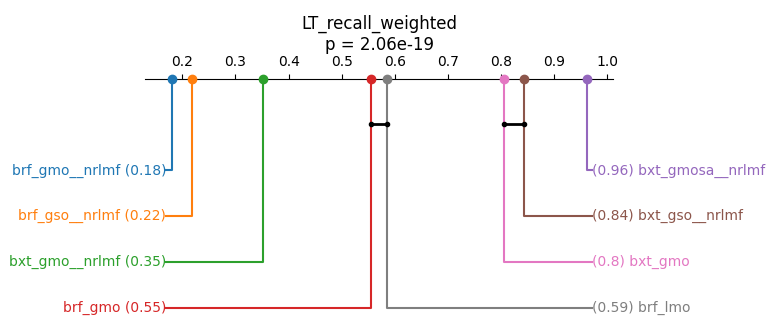 LT_recall_weighted
p = 2.06e-19
0.2 0.3 0.4 0.5 0.6 0.7 0.8 0.9 1.0
brf_gmo__nrlmf (0.18) (0.96) bxt_gmosa__nrlmf
brf_gso__nrlmf (0.22) (0.84) bxt_gso__nrlmf
bxt_gmo__nrlmf (0.35) (0.8) bxt_gmo
brf_gmo (0.55) (0.59) brf_lmo